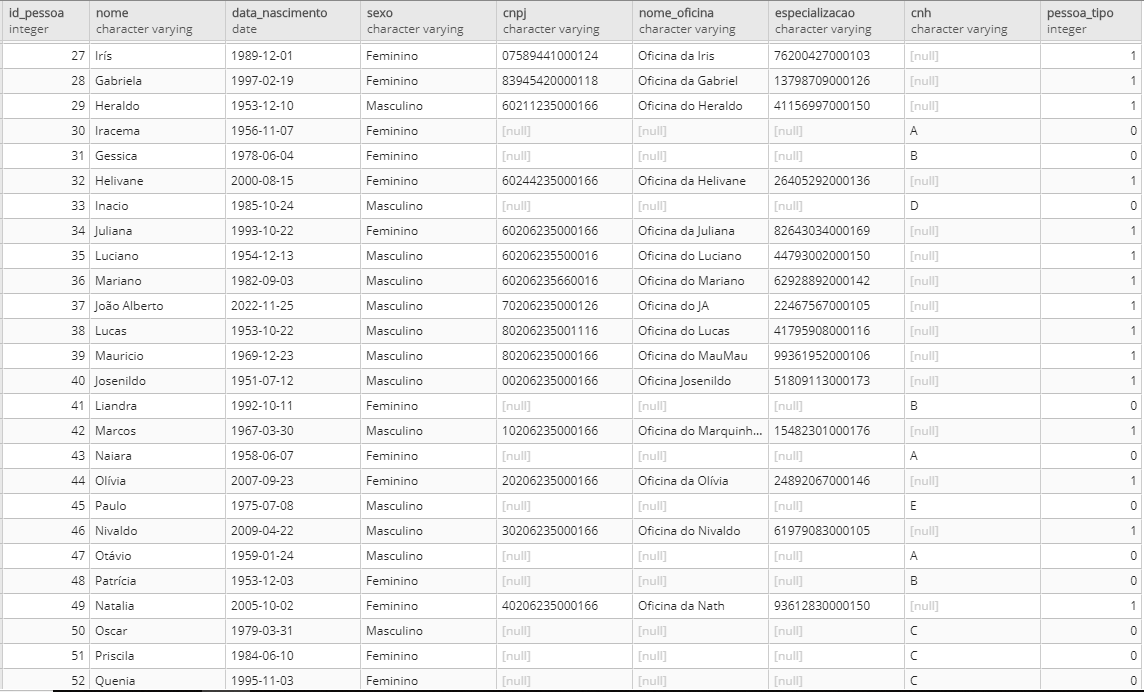 id_pessoa nome data_nascimento sexo cnpj nome_oficina especializacao cnh pessoa_tipo
integer character varying date character varying character varying character varying character varying character varying integer
27 Irís 1989-12-01 Feminino 07589441000124 Oficina da Iris 76200427000103 [null] 1
28 Gabriela 1997-02-19 Feminino 83945420000118 Oficina da Gabriel 13798709000126 [null] 1
29 Heraldo 1953-12-10 Masculino 60211235000166 Oficina do Heraldo 41156997000150 [null] 1
30 Iracema 1956-11-07 Feminino [null] [null] [null] A 0
31 Gessica 1978-06-04 Feminino [null] [null] [null] B 0
32 Helivane 2000-08-15 Feminino 60244235000166 Oficina da Helivane 26405292000136 [null] 1
33 Inacio 1985-10-24 Masculino [null] [null] [null] D 0
34 Juliana 1993-10-22 Feminino 60206235000166 Oficina da Juliana 82643034000169 [null] 1
35 Luciano 1954-12-13 Masculino 60206235500016 Oficina do Luciano 44793002000150 [null] 1
36 Mariano 1982-09-03 Masculino 60206235660016 Oficina do Mariano 62928892000142 [null] 1
37 João Alberto 2022-11-25 Masculino 70206235000126 Oficina do JA 22467567000105 [null] 1
38 Lucas 1953-10-22 Masculino 80206235001116 Oficina do Lucas 41795908000116 [null] 1
39 Mauricio 1969-12-23 Masculino 80206235000166 Oficina do MauMau 99361952000106 [null] 1
40 Josenildo 1951-07-12 Masculino 00206235000166 Oficina Josenildo 51809113000173 [null] 1
41 Liandra 1992-10-11 Feminino [null] [null] [null] B 0
42 Marcos 1967-03-30 Masculino 10206235000166 Oficina do Marquinh... 15482301000176 [null] 1
43 Naiara 1958-06-07 Feminino [null] [null] [null] A 0
44 Olívia 2007-09-23 Feminino 20206235000166 Oficina da Olívia 24892067000146 [null] 1
45 Paulo 1975-07-08 Masculino [null] [null] [null] E 0
46 Nivaldo 2009-04-22 Masculino 30206235000166 Oficina do Nivaldo 61979083000105 [null] 1
47 Otávio 1959-01-24 Masculino [null] [null] [null] A 0
48 Patrícia 1953-12-03 Feminino [null] [null] [null] B 0
49 Natalia 2005-10-02 Feminino 40206235000166 Oficina da Nath 93612830000150 [null] 1
50 Oscar 1979-03-31 Masculino [null] [null] [null] C 0
51 Priscila 1984-06-10 Feminino [null] [null] [null] C 0
52 Quenia 1995-11-03 Feminino [null] [null] [null] C 0